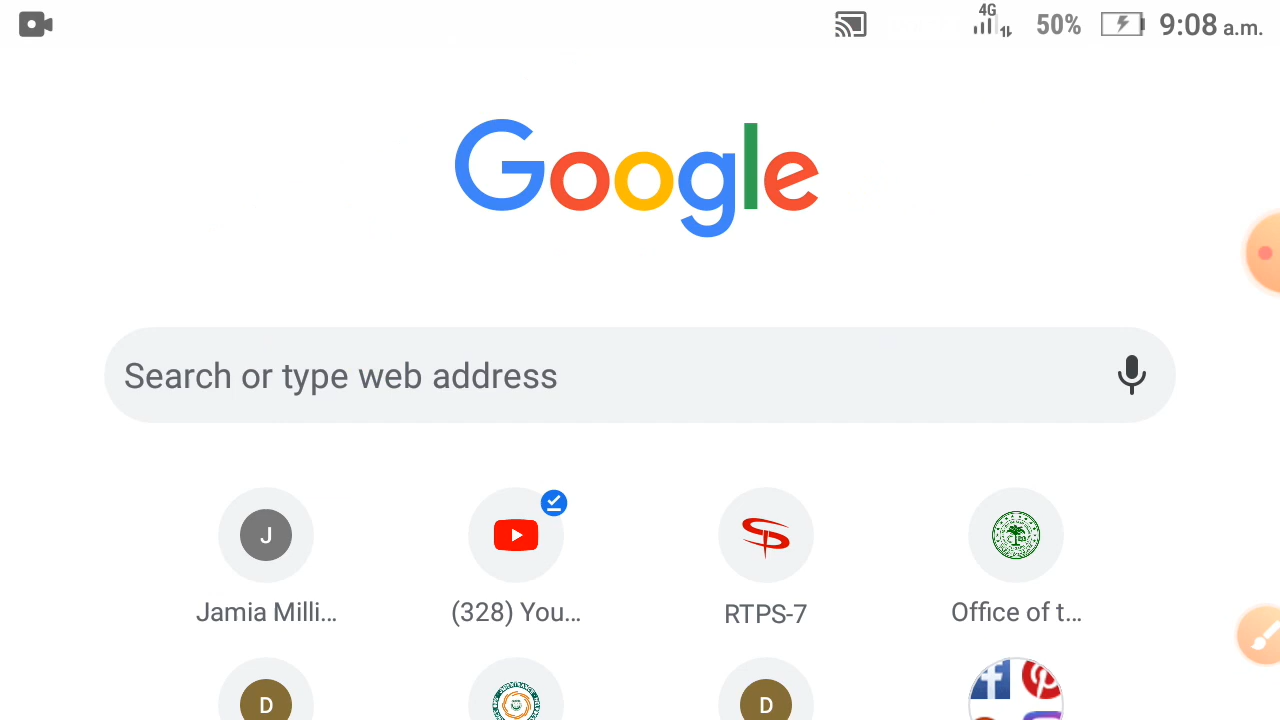 4G
50%
9:08 a.m.
Google
Search or type web address
J
Jamia Milli...
(328) You...
RTPS-7
Office of t...
D
D